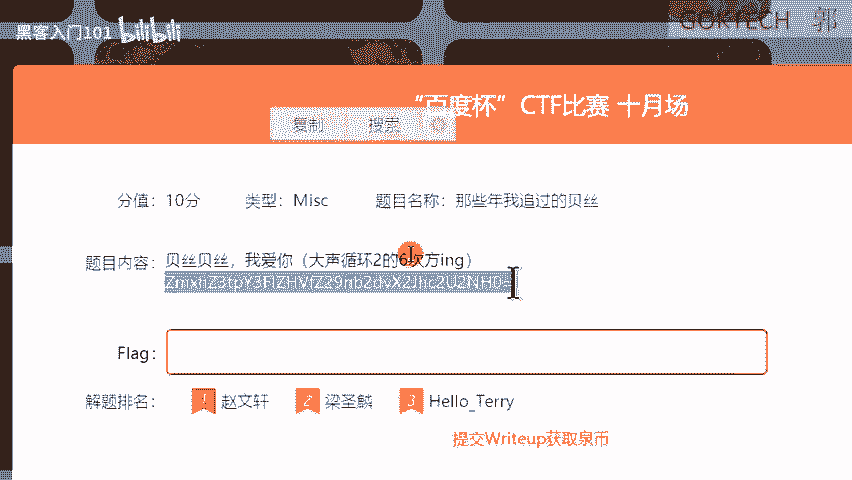 黑客入门101 bilibili
GOKTECH 郭
“百度杯”CTF比赛 十月场
复制 搜索
分值：10分 类型：Misc 题目名称：那些年我追过的贝丝
题目内容：贝丝贝丝，我爱你（大声循环2的6次方ing）
Flag：
解题排名： 1 赵文轩 2 梁圣麟 3 Hello_Terry
提交Writeup获取泉币